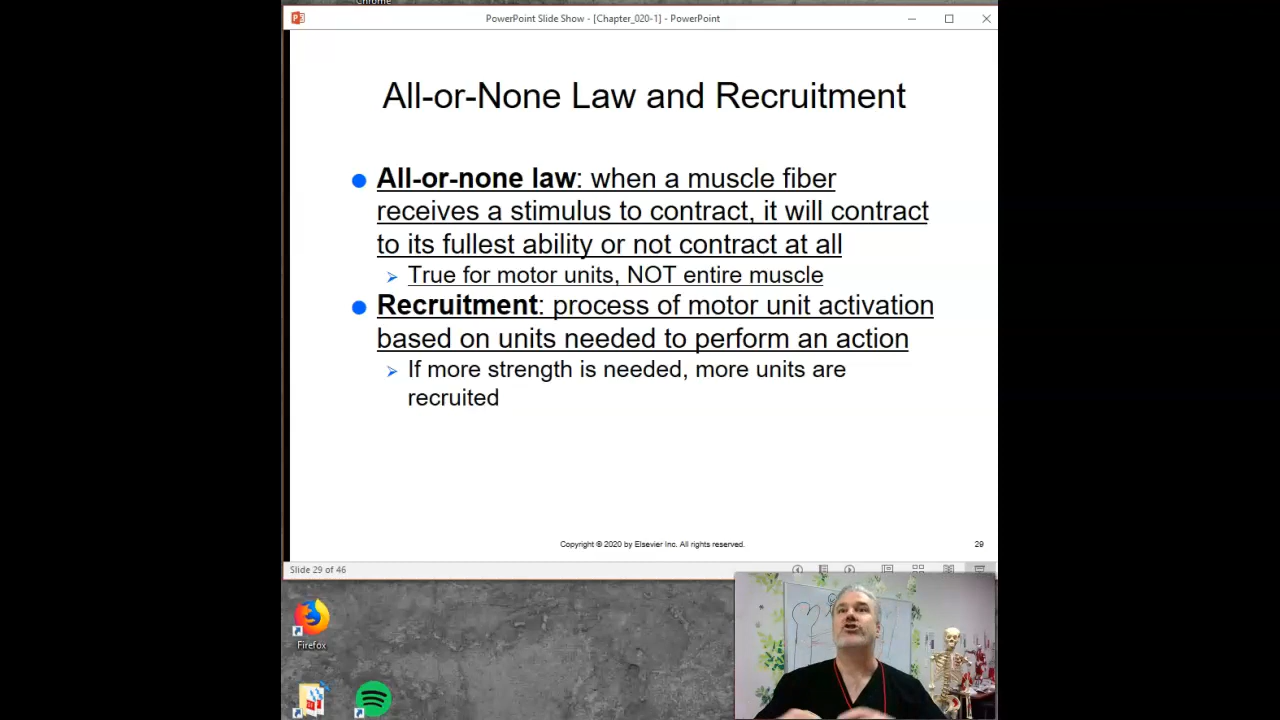 Chrome
PowerPoint Slide Show - [Chapter_020-1] - PowerPoint
All-or-None Law and Recruitment
All-or-none law: when a muscle fiber
receives a stimulus to contract, it will contract
to its fullest ability or not contract at all
True for motor units, NOT entire muscle
Recruitment: process of motor unit activation
based on units needed to perform an action
If more strength is needed, more units are
recruited
Copyright © 2020 by Elsevier Inc. All rights reserved.
29
Slide 29 of 46
Firefox